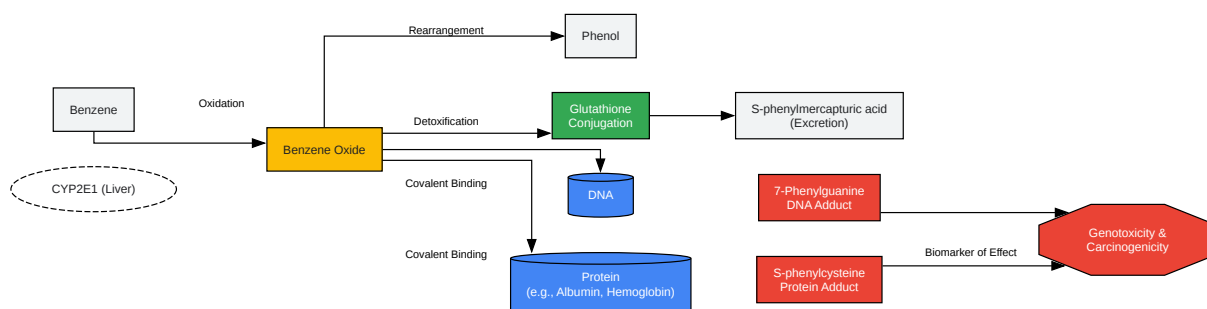 Rearrangement
Phenol
Benzene
Oxidation
Glutathione
Conjugation
S-phenylmercapturic acid
(Excretion)
Detoxification
Benzene Oxide
CYP2E1 (Liver)
Covalent Binding
DNA
7-Phenylguanine
DNA Adduct
Genotoxicity &
Carcinogenicity
Covalent Binding
Biomarker of Effect
Protein
(e.g., Albumin, Hemoglobin)
S-phenylcysteine
Protein Adduct